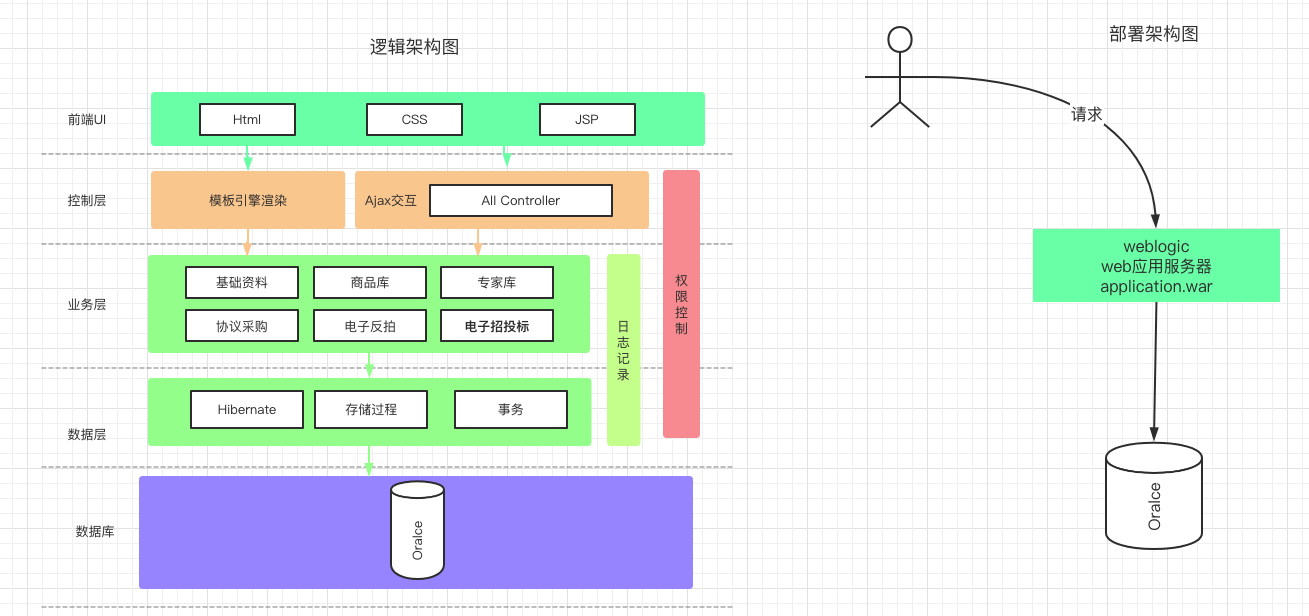 逻辑架构图
前端UI
Html
CSS
JSP
控制层
模板引擎渲染
Ajax交互
All Controller
业务层
基础资料
商品库
专家库
协议采购
电子反拍
电子招投标
日志记录
权限控制
数据层
Hibernate
存储过程
事务
数据库
Oralce
部署架构图
请求
weblogic
web应用服务器
application.war
Oralce